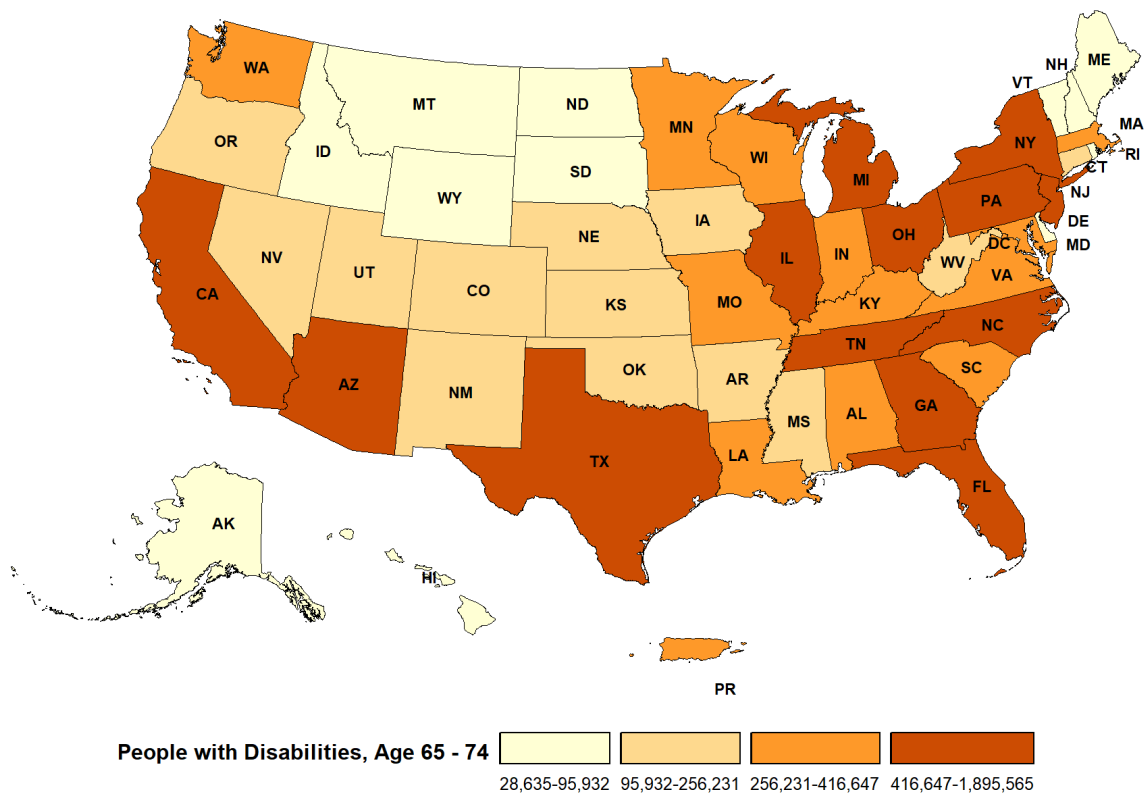 WA
MT
ND
MN
VT
NH
ME
OR
ID
SD
WI
MI
NY
MA
RI
CT
WY
NJ
PA
DE
MD
NV
UT
CO
NE
IA
IL
IN
OH
WV
DC
VA
CA
KS
MO
KY
AZ
NM
OK
AR
TN
NC
SC
MS
AL
GA
TX
LA
FL
AK
HI
PR
People with Disabilities, Age 65 - 74
28,635-95,932 95,932-256,231 256,231-416,647 416,647-1,895,565